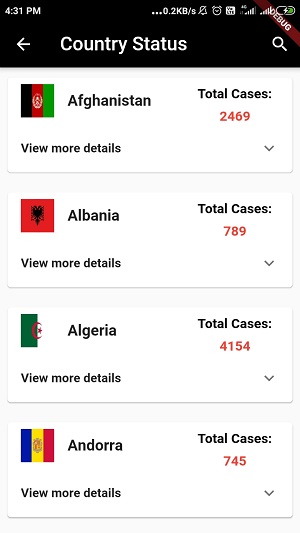 4:31 PM ...0.2KB/s
DEBUG
Country Status
Afghanistan
Total Cases:
2469
View more details
Albania
Total Cases:
789
View more details
Algeria
Total Cases:
4154
View more details
Andorra
Total Cases:
745
View more details